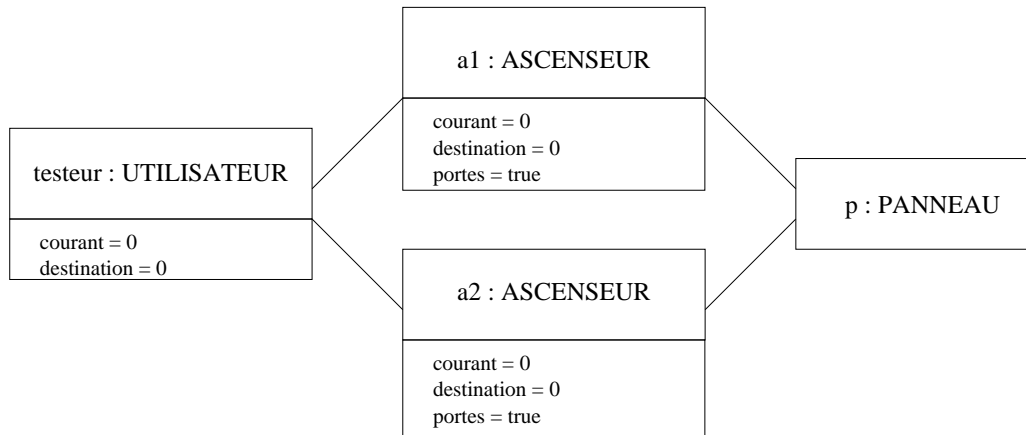 a1 : ASCENSEUR
courant = 0
destination = 0
portes = true
testeur : UTILISATEUR
courant = 0
destination = 0
p : PANNEAU
a2 : ASCENSEUR
courant = 0
destination = 0
portes = true